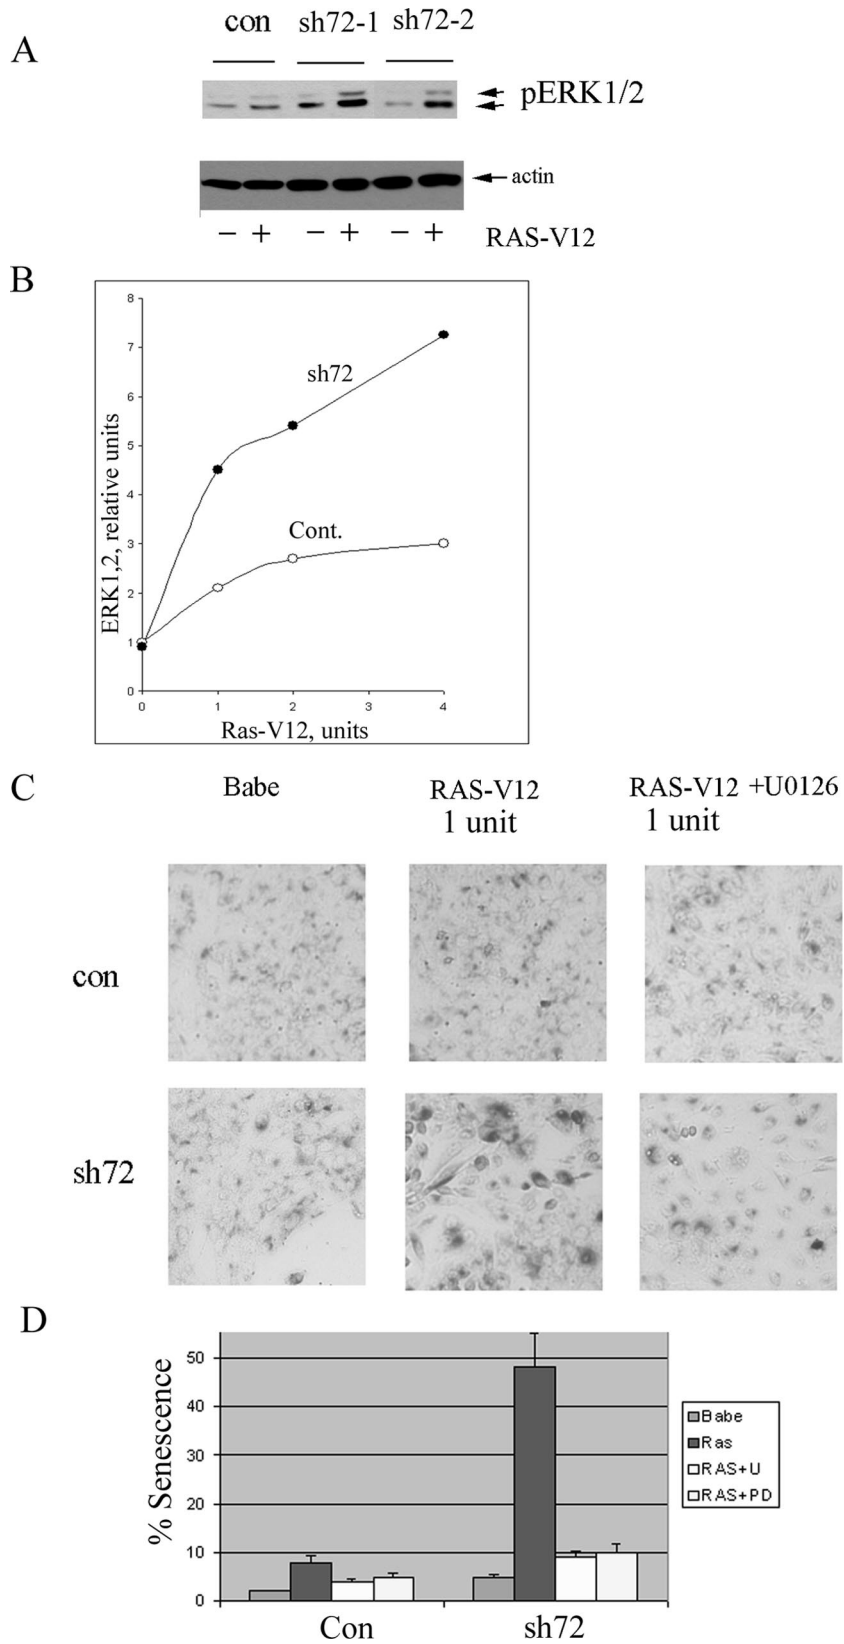 A
con sh72-1 sh72-2
pERK1/2
actin
− + − + − + RAS-V12
B
8
7
6
5
4
3
2
1
0
ERK1,2, relative units
sh72
Cont.
0 1 2 3 4
Ras-V12, units
C
Babe RAS-V12 RAS-V12 +U0126
1 unit 1 unit
con
sh72
D
% Senescence
50
40
30
20
10
0
Babe
Ras
RAS+U
RAS+PD
Con sh72